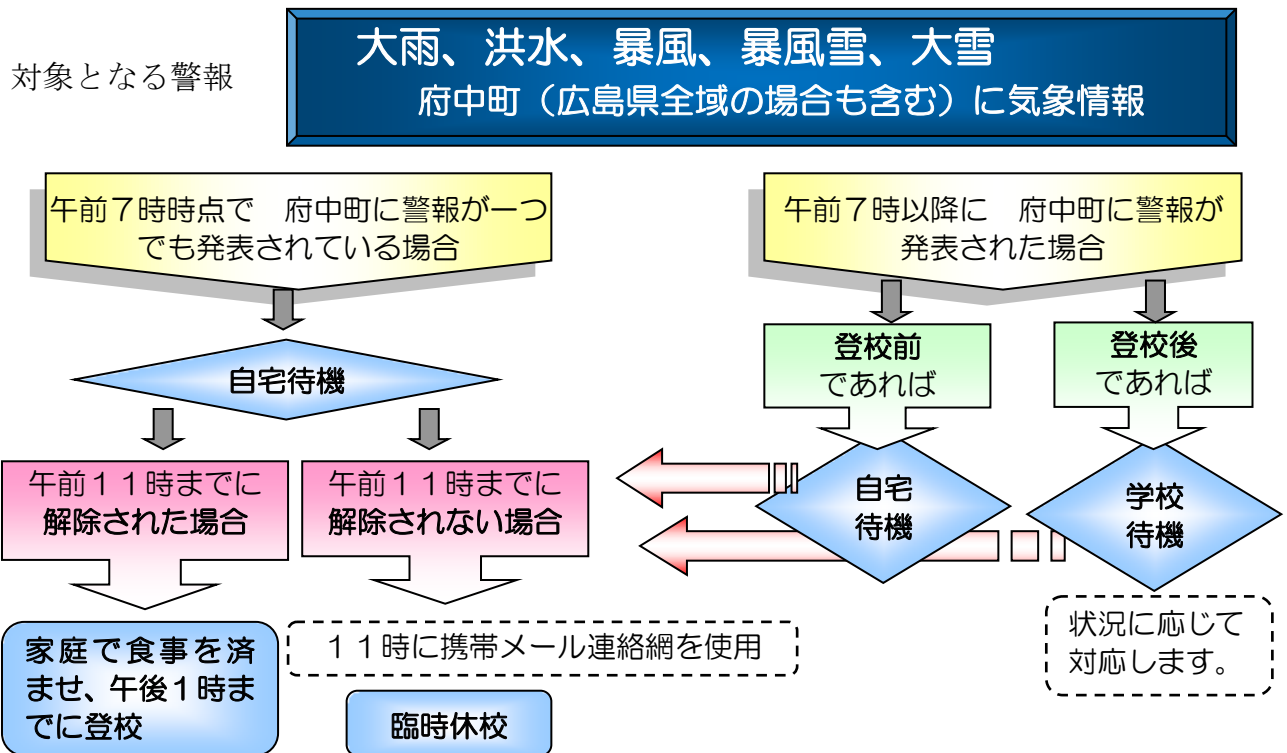 対象となる警報
大雨、洪水、暴風、暴風雪、大雪
府中町（広島県全域の場合も含む）に気象情報
午前７時時点で　府中町に警報が一つ
でも発表されている場合
午前７時以降に　府中町に警報が
発表された場合
自宅待機
登校前
であれば
登校後
であれば
午前１１時までに
解除された場合
午前１１時までに
解除されない場合
自宅
待機
学校
待機
家庭で食事を済
ませ、午後１時ま
でに登校
１１時に携帯メール連絡網を使用
臨時休校
状況に応じて
対応します。